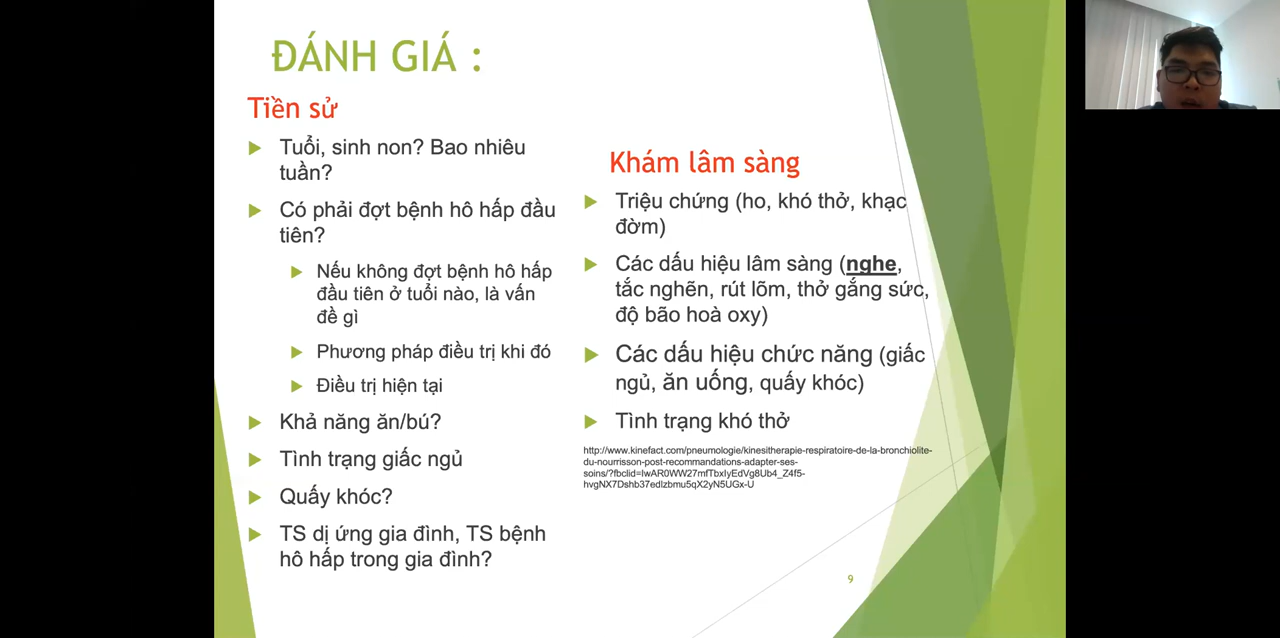 ĐÁNH GIÁ :
Tiền sử
Tuổi, sinh non? Bao nhiêu
tuần?
Có phải đợt bệnh hô hấp đầu
tiên?
Nếu không đợt bệnh hô hấp
đầu tiên ở tuổi nào, là vấn
đề gì
Phương pháp điều trị khi đó
Điều trị hiện tại
Khả năng ăn/bú?
Tình trạng giấc ngủ
Quấy khóc?
TS dị ứng gia đình, TS bệnh
hô hấp trong gia đình?
Khám lâm sàng
Triệu chứng (ho, khó thở, khạc
đờm)
Các dấu hiệu lâm sàng (nghe,
tắc nghẽn, rút lõm, thở gắng sức,
độ bão hoà oxy)
Các dấu hiệu chức năng (giấc
ngủ, ăn uống, quấy khóc)
Tình trạng khó thở
http://www.kinefact.com/pneumologie/kinesitherapie-respiratoire-de-la-bronchiolite-
du-nourrisson-post-recommandations-adapter-ses-
soins/?fbclid=IwAR0WW27mfTbxIyEdVg8Ub4_Z4f5-
hvgNX7Dshb37edlzbmu5qX2yN5UGx-U
9